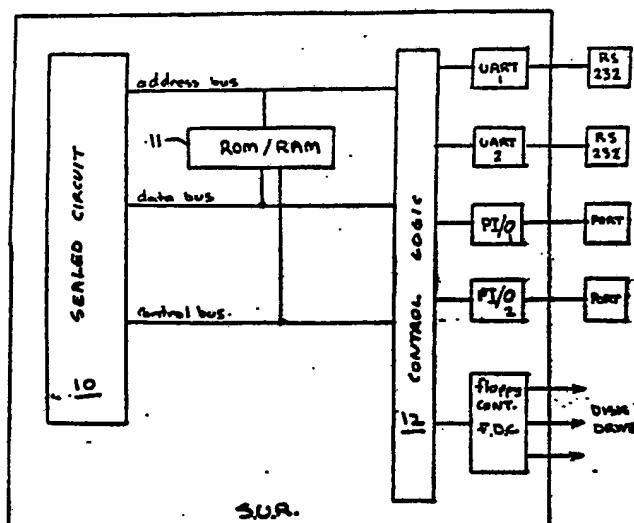 address bus
11
ROM/RAM
data bus
control bus.
SEALED CIRCUIT
10
CONTROL LOGIC
12
UART
1
RS
232
UART
2
RS
232
PI/O
1
PORT
PI/O
2
PORT
floppy
CONT.
F.D.C.
DISK
DRIVE
S.U.R.